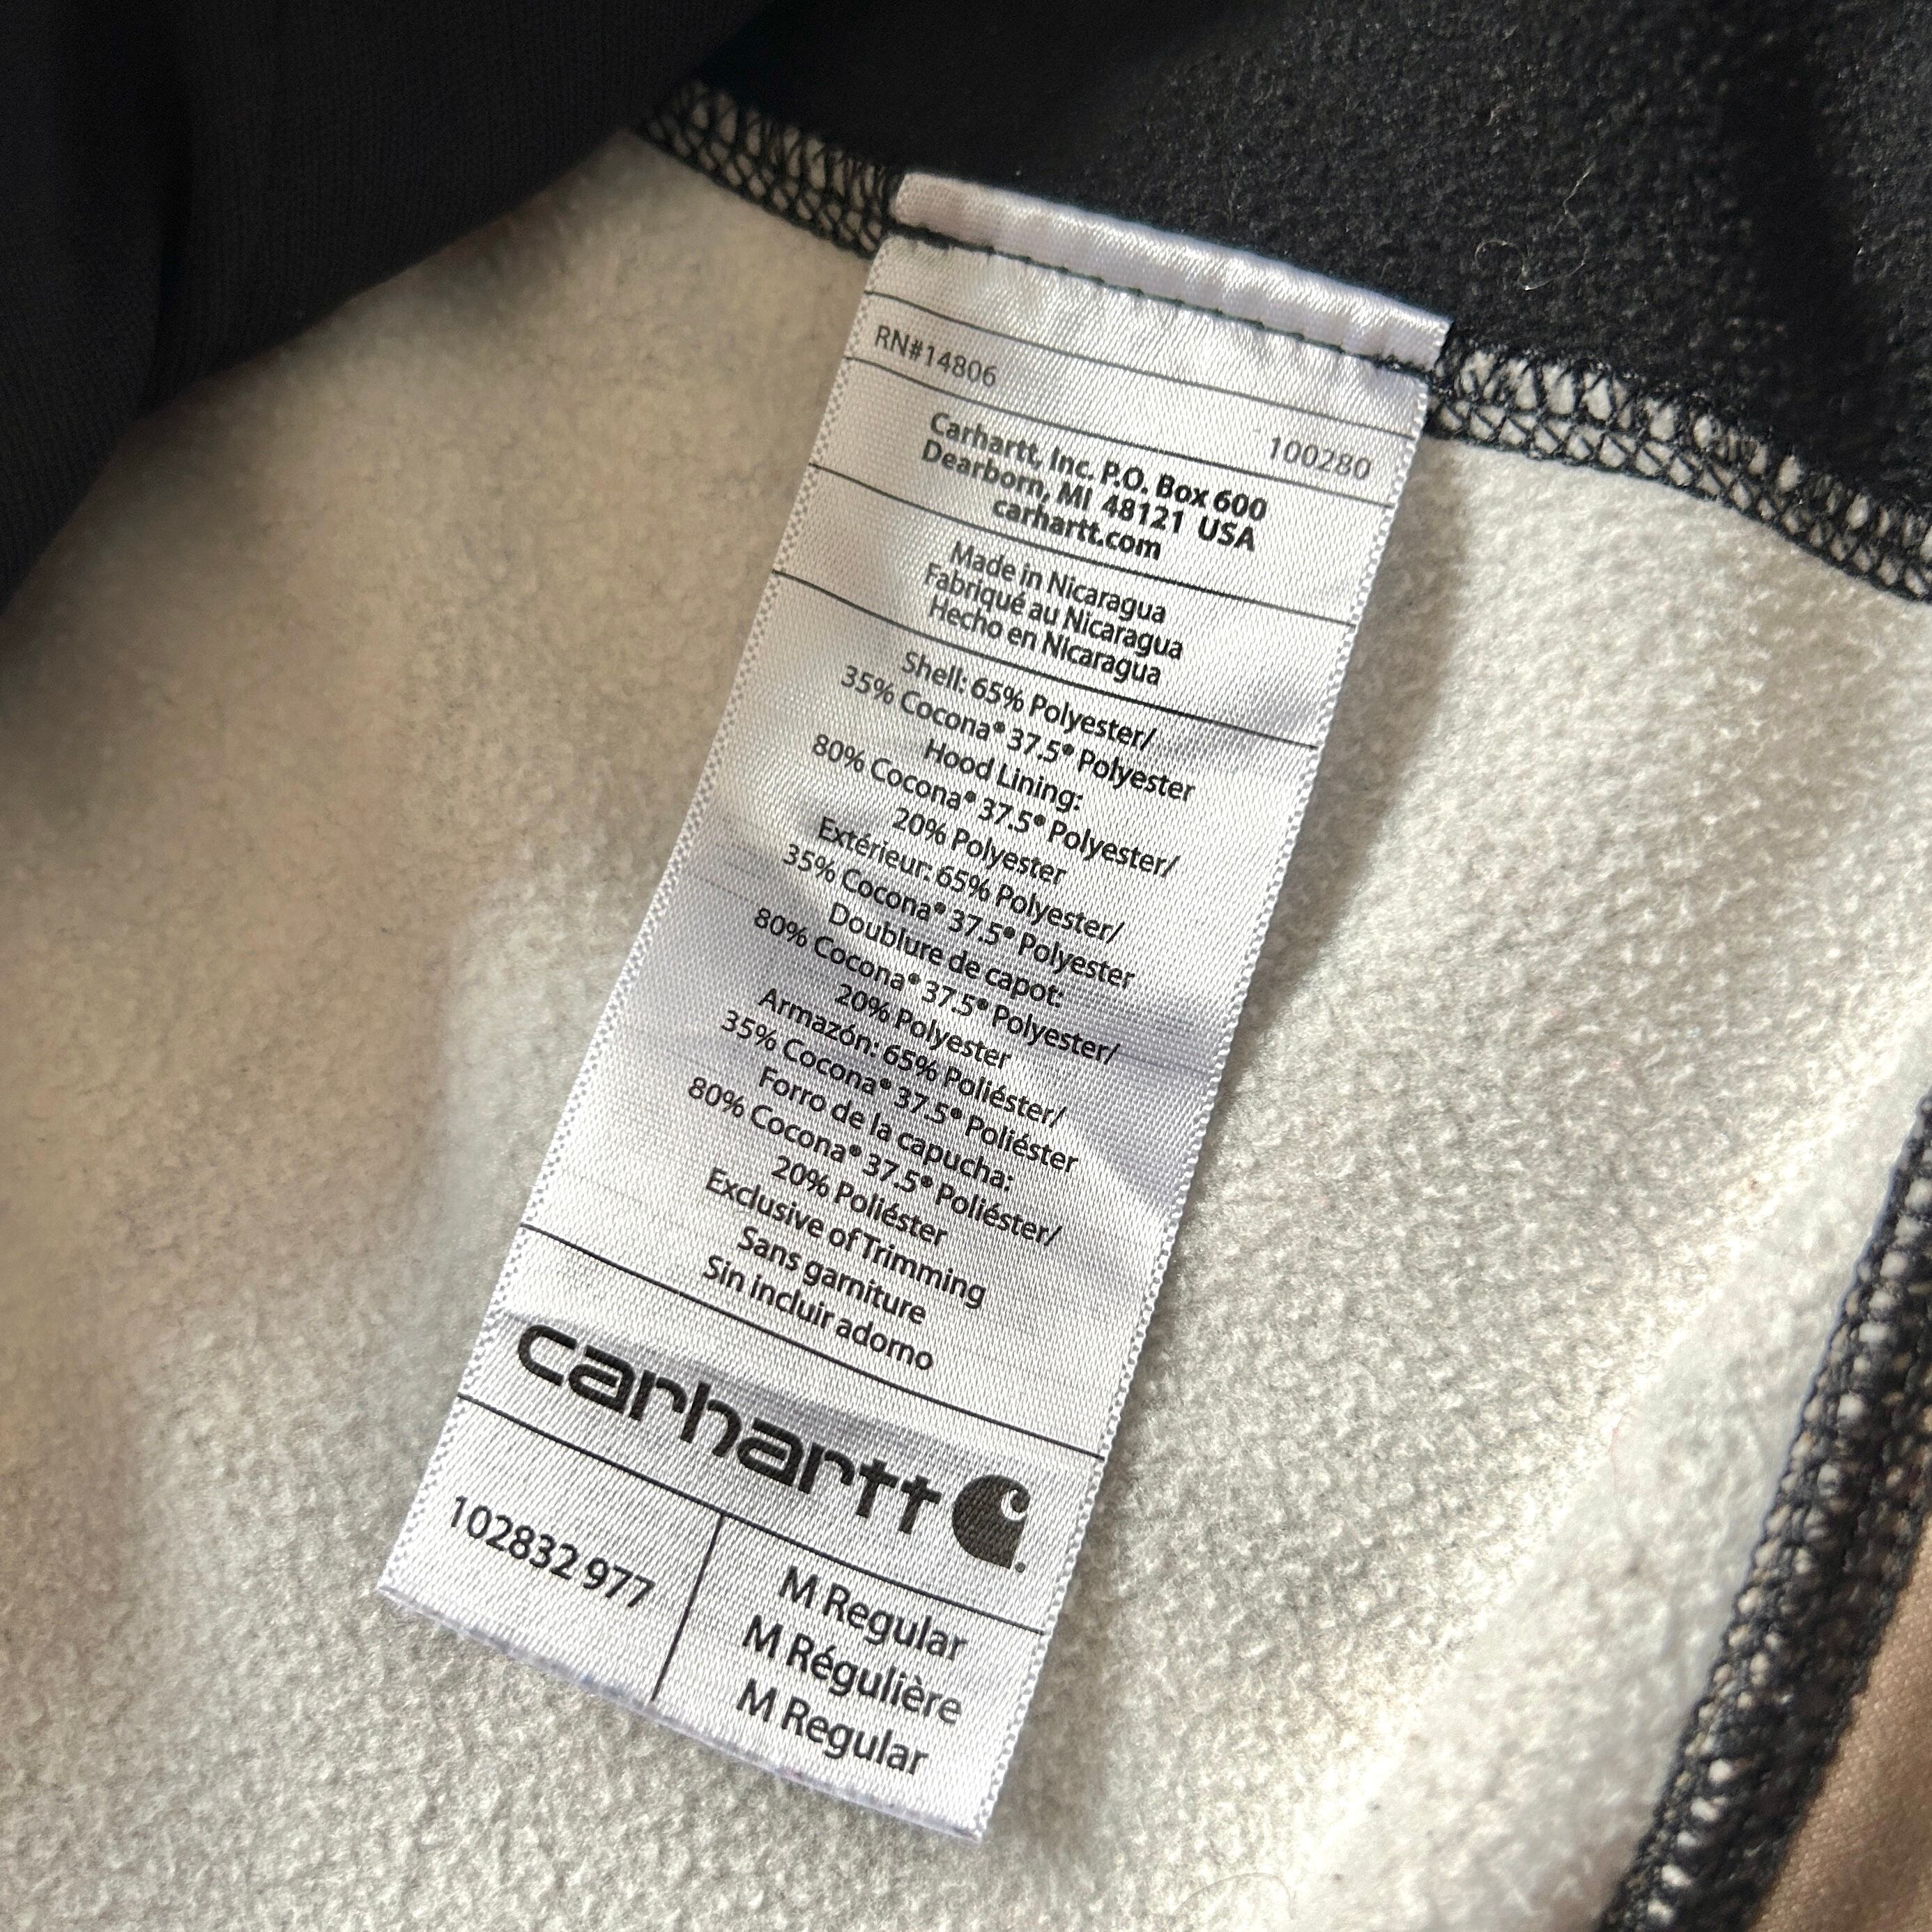 RN#14806
100280
Carhartt, Inc. P.O. Box 600
Dearborn, MI 48121 USA
carhartt.com
Made in Nicaragua
Fabriqué au Nicaragua
Hecho en Nicaragua
Shell: 65% Polyester/
35% Cocona® 37.5® Polyester
Hood Lining:
80% Cocona® 37.5® Polyester/
20% Polyester
Extérieur: 65% Polyester/
35% Cocona® 37.5® Polyester
Doublure de capot:
80% Cocona® 37.5® Polyester/
20% Polyester
Armazón: 65% Poliéster/
35% Cocona® 37.5® Poliéster
Forro de la capucha:
80% Cocona® 37.5® Poliéster/
20% Poliéster
Exclusive of Trimming
Sans garniture
Sin incluir adorno
carhartt
102832 977
M Regular
M Régulière
M Regular